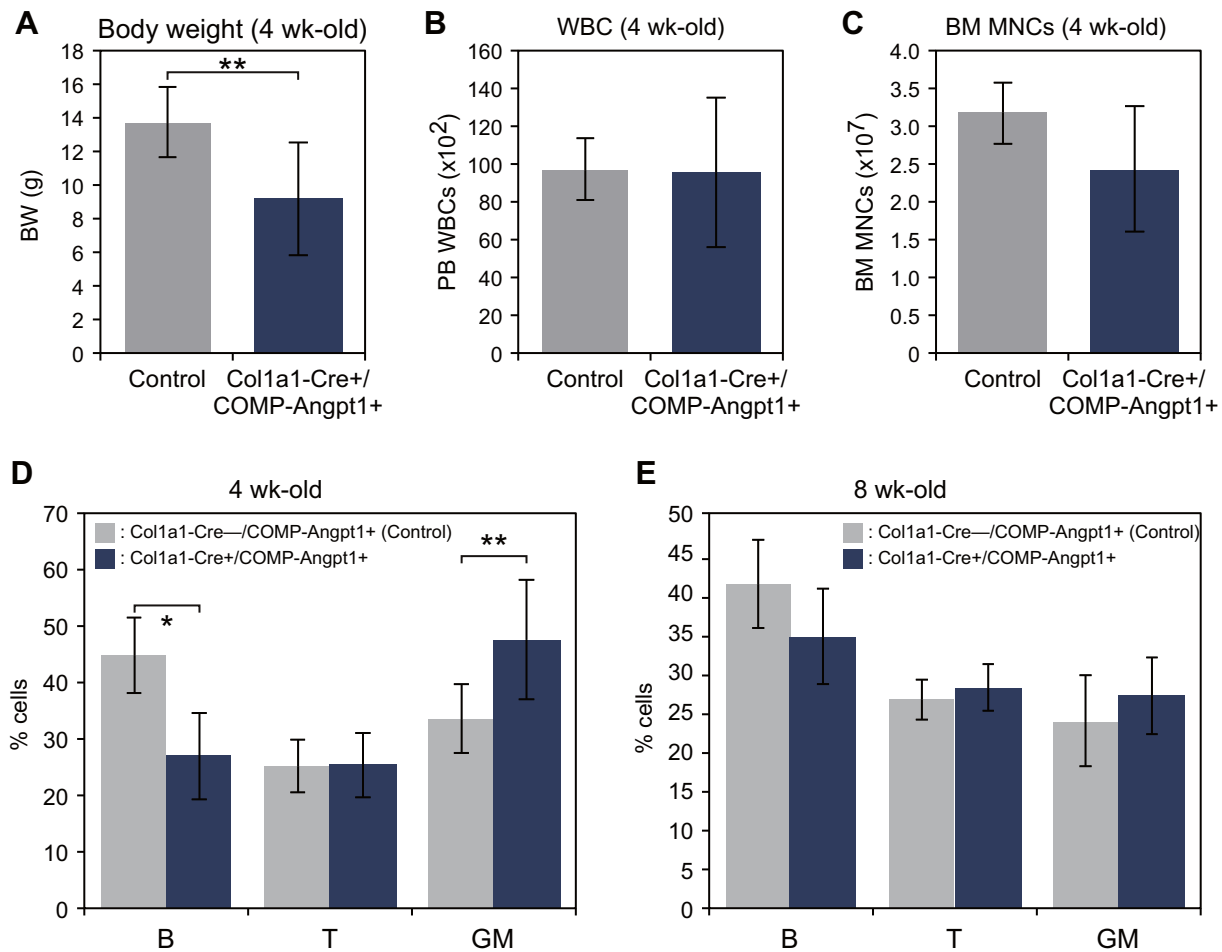 A
Body weight (4 wk-old)
18
16
14
12
10
8
6
4
2
0
BW (g)
**
Control
Col1a1-Cre+/
COMP-Angpt1+
B
WBC (4 wk-old)
160
140
120
100
80
60
40
20
0
PB WBCs (x10²)
Control
Col1a1-Cre+/
COMP-Angpt1+
C
BM MNCs (4 wk-old)
4.0
3.5
3.0
2.5
2.0
1.5
1.0
0.5
0
BM MNCs (x10⁷)
Control
Col1a1-Cre+/
COMP-Angpt1+
D
4 wk-old
70
60
50
40
30
20
10
0
% cells
: Col1a1-Cre—/COMP-Angpt1+ (Control)
: Col1a1-Cre+/COMP-Angpt1+
*
**
B
T
GM
E
8 wk-old
50
45
40
35
30
25
20
15
10
5
0
% cells
: Col1a1-Cre—/COMP-Angpt1+ (Control)
: Col1a1-Cre+/COMP-Angpt1+
B
T
GM